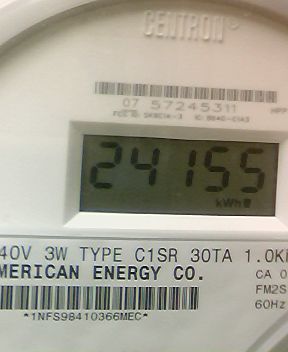 CENTRON®
07 57245311
24155
kWh
40V 3W TYPE C1SR 30TA 1.0K
MERICAN ENERGY CO.
CA 0
FM2S
60Hz
*1NFS98410366MEC*